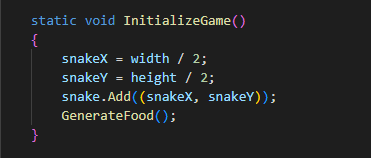 static void InitializeGame()
{
    snakeX = width / 2;
    snakeY = height / 2;
    snake.Add((snakeX, snakeY));
    GenerateFood();
}